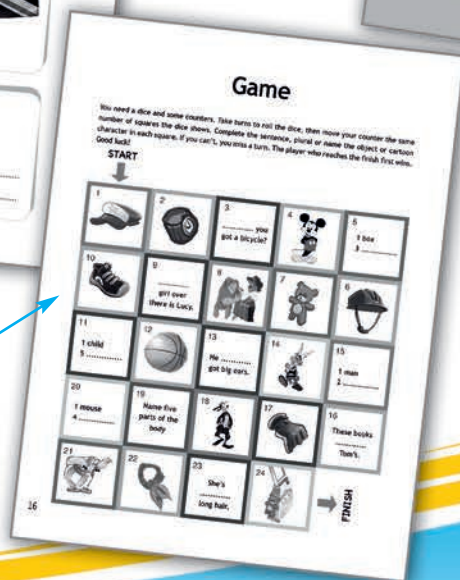 Game
You need a dice and some counters. Take turns to roll the dice, then move your counter the same
number of squares the dice shows. Complete the sentence, plural or name the object or cartoon
character in each square. If you can't, you miss a turn. The player who reaches the finish first wins.
Good luck!
START
1
2
3
............ you
got a bicycle?
4
5
1 box
3 ............
10
9
............
girl over
there is Lucy.
8
7
6
11
1 child
5 ............
12
13
He ............
got big ears.
14
15
1 man
2 ............
20
1 mouse
4 ............
19
Name five
parts of the
body
18
17
16
These books
............
Tom's.
21
22
23
She's
............
long hair.
24
FINISH
16